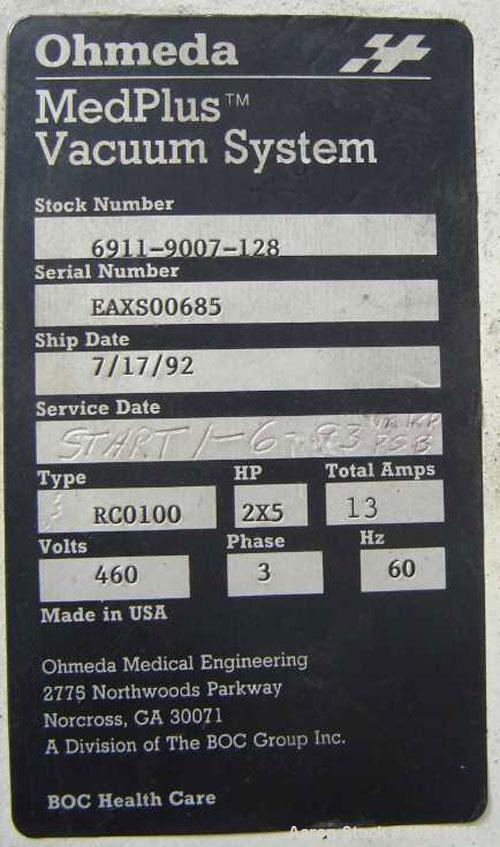 Ohmeda
MedPlus™
Vacuum System
Stock Number
6911-9007-128
Serial Number
EAXS00685
Ship Date
7/17/92
Service Date
START 1-6-93
Type HP Total Amps
RC0100 2X5 13
Volts Phase Hz
460 3 60
Made in USA
Ohmeda Medical Engineering
2775 Northwoods Parkway
Norcross, GA 30071
A Division of The BOC Group Inc.
BOC Health Care
Aaron Stock #